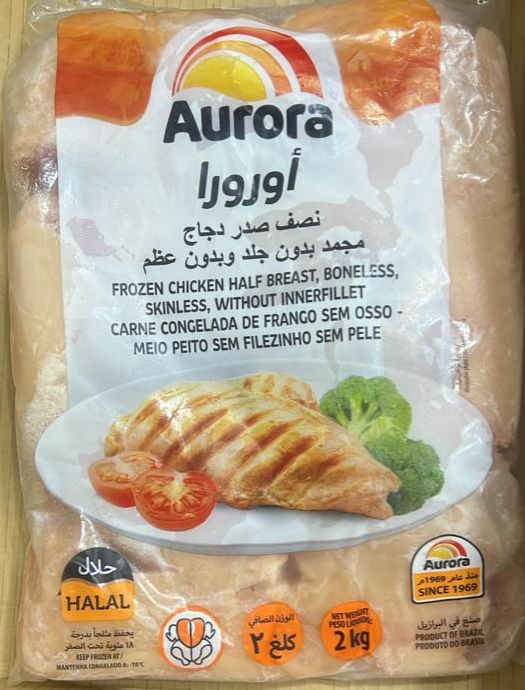 Aurora
أورورا
نصف صدر دجاج
مجمد بدون جلد وبدون عظم
FROZEN CHICKEN HALF BREAST, BONELESS,
SKINLESS, WITHOUT INNERFILLET
CARNE CONGELADA DE FRANGO SEM OSSO -
MEIO PEITO SEM FILEZINHO SEM PELE
حلال
HALAL
يحفظ مثلجاً بدرجة
١٨ مئوية تحت الصفر
KEEP FROZEN AT /
MANTENHA CONGELADO A: -18°C
الوزن الصافي
٢ كلغ
NET WEIGHT
PESO LÍQUIDO:
2 kg
Aurora
منذ عام 1969م
SINCE 1969
صنع في البرازيل
PRODUCT OF BRAZIL
PRODUTO DO BRASIL